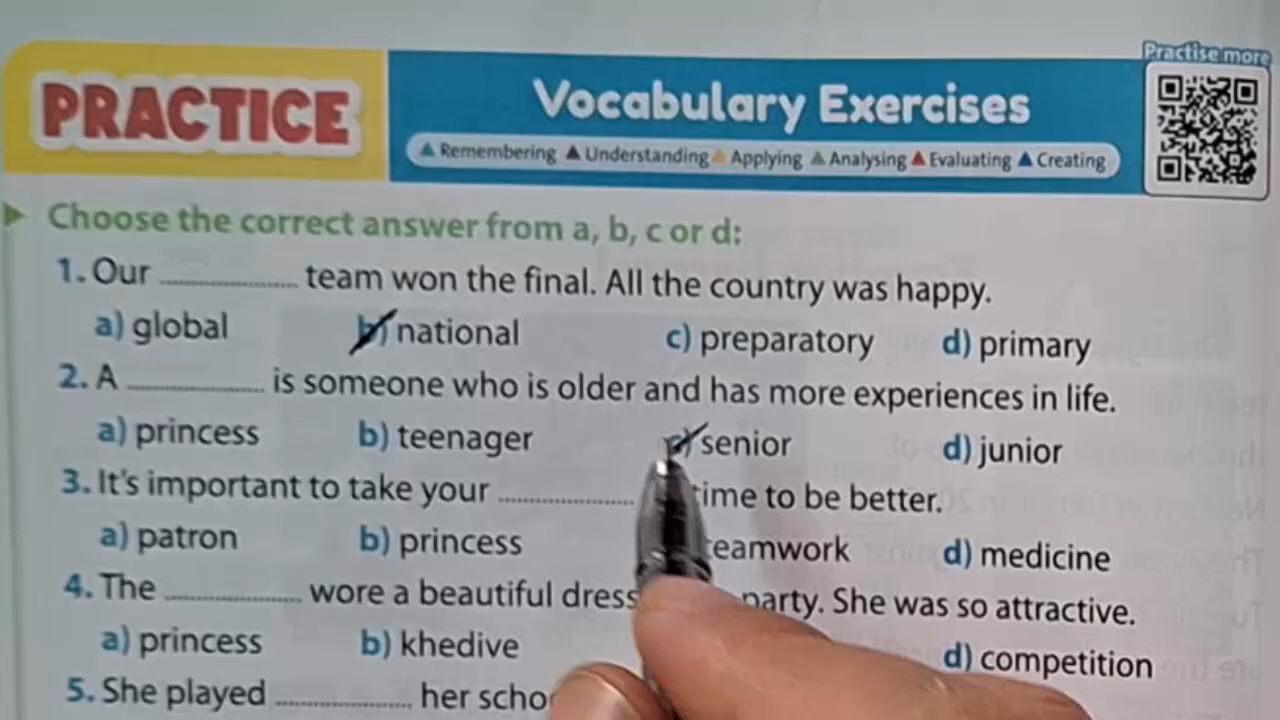 Practise more
PRACTICE
Vocabulary Exercises
Remembering Understanding Applying Analysing Evaluating Creating
Choose the correct answer from a, b, c or d:
1. Our ............ team won the final. All the country was happy.
a) global b) national c) preparatory d) primary
2. A ............ is someone who is older and has more experiences in life.
a) princess b) teenager c) senior d) junior
3. It's important to take your ............ time to be better.
a) patron b) princess teamwork d) medicine
4. The ............ wore a beautiful dress party. She was so attractive.
a) princess b) khedive d) competition
5. She played ............ her